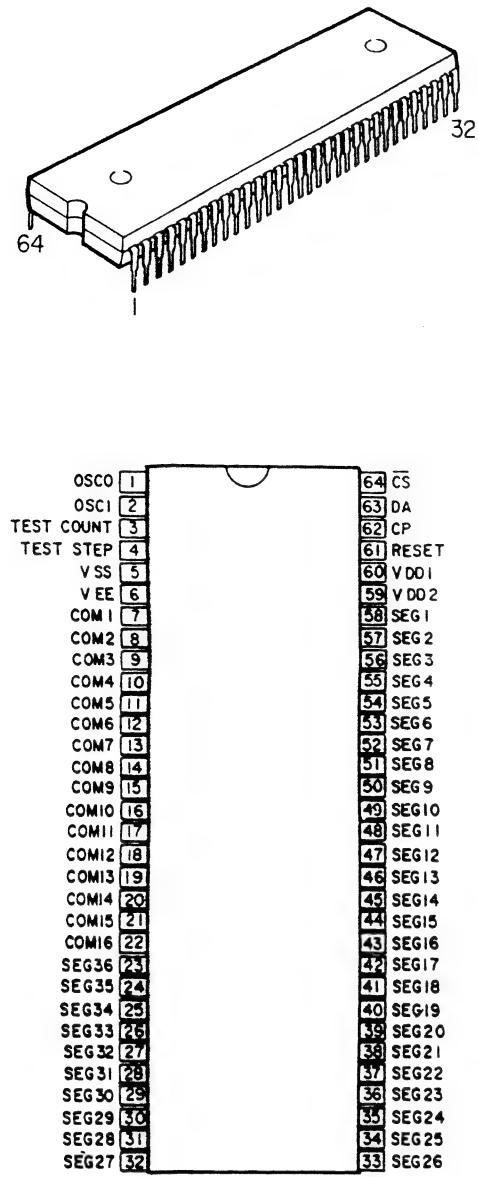 32
64
1
OSC0 1 64 C̅S̅
OSC1 2 63 DA
TEST COUNT 3 62 CP
TEST STEP 4 61 RESET
VSS 5 60 VDD1
VEE 6 59 VDD2
COM1 7 58 SEG1
COM2 8 57 SEG2
COM3 9 56 SEG3
COM4 10 55 SEG4
COM5 11 54 SEG5
COM6 12 53 SEG6
COM7 13 52 SEG7
COM8 14 51 SEG8
COM9 15 50 SEG9
COM10 16 49 SEG10
COM11 17 48 SEG11
COM12 18 47 SEG12
COM13 19 46 SEG13
COM14 20 45 SEG14
COM15 21 44 SEG15
COM16 22 43 SEG16
SEG36 23 42 SEG17
SEG35 24 41 SEG18
SEG34 25 40 SEG19
SEG33 26 39 SEG20
SEG32 27 38 SEG21
SEG31 28 37 SEG22
SEG30 29 36 SEG23
SEG29 30 35 SEG24
SEG28 31 34 SEG25
SEG27 32 33 SEG26